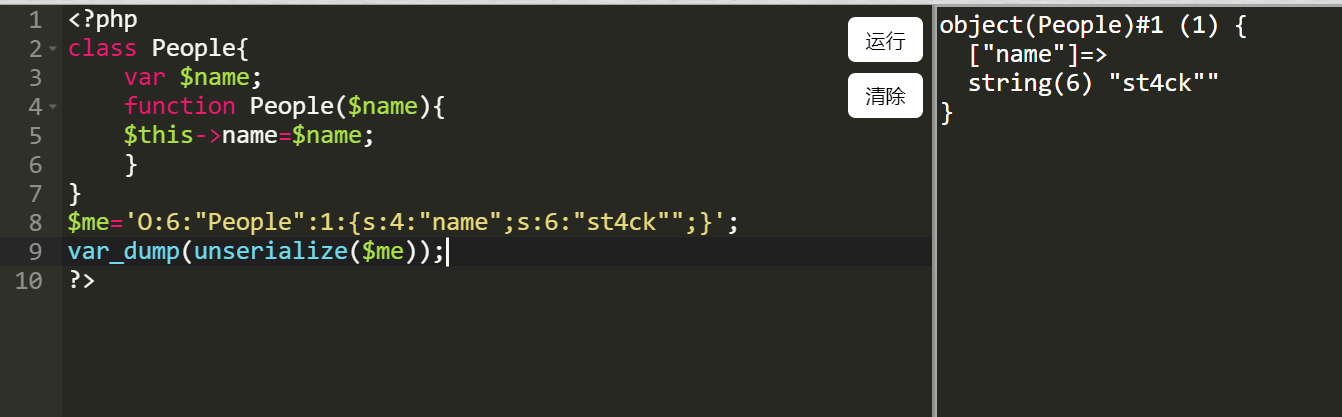 1 <?php
2 class People{
3 var $name;
4 function People($name){
5 $this->name=$name;
6 }
7 }
8 $me='O:6:"People":1:{s:4:"name";s:6:"st4ck"";}';
9 var_dump(unserialize($me));
10 ?>
运行
清除
object(People)#1 (1) {
["name"]=>
string(6) "st4ck""
}